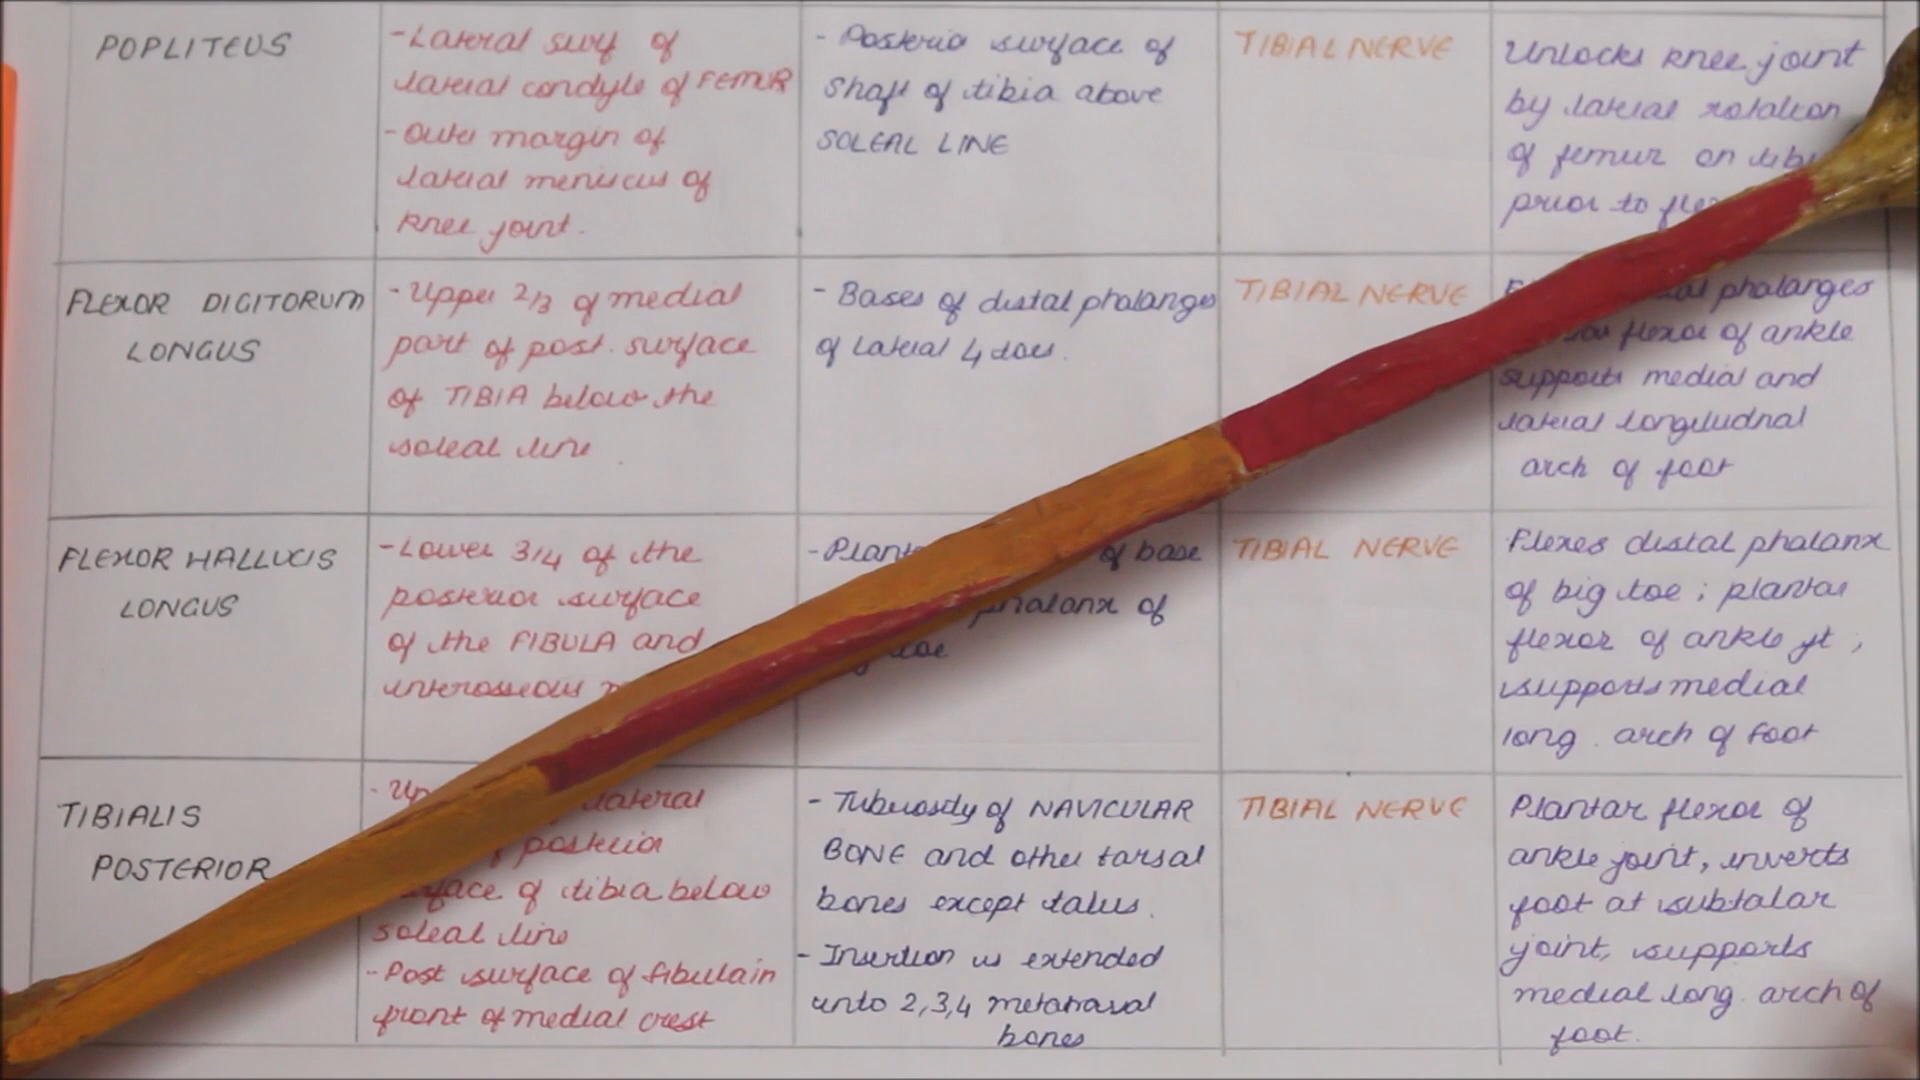 POPLITEUS
- Lateral surf of
lateral condyle of FEMUR
- Outer margin of
lateral meniscus of
knee joint.
- Posterior surface of
shaft of tibia above
SOLEAL LINE
TIBIAL NERVE
Unlocks knee joint
by lateral rotation
of femur on
prior to
FLEXOR DIGITORUM
LONGUS
- Upper 2/3 of medial
part of post. surface
of TIBIA below the
soleal line
- Bases of distal phalanges
of lateral 4 toes.
TIBIAL NERVE
phalanges
flexor of ankle
supports medial and
lateral longitudnal
arch of foot
FLEXOR HALLUCIS
LONGUS
- Lower 3/4 of the
posterior surface
of the FIBULA and
interosseous
of base
phalanx of
toe
TIBIAL NERVE
Flexes distal phalanx
of big toe ; plantar
flexor of ankle jt ;
supports medial
long . arch of foot
TIBIALIS
POSTERIOR
lateral
posterior
surface of tibia below
soleal line
- Post surface of fibula in
front of medial crest
- Tuberosity of NAVICULAR
BONE and other tarsal
bones except talus.
- Insertion is extended
unto 2,3,4 metatarsal
bones
TIBIAL NERVE
Plantar flexor of
ankle joint, inverts
foot at subtalar
joint, supports
medial long. arch of
foot.